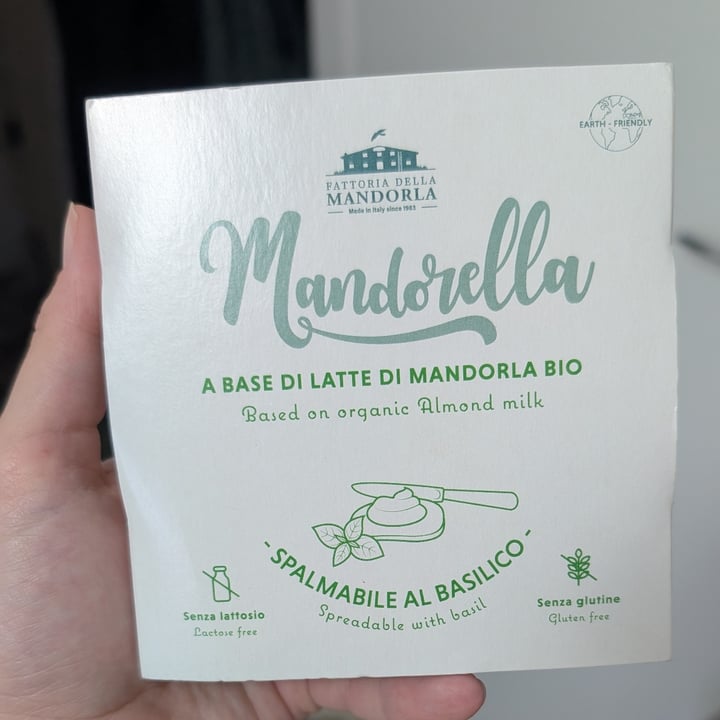 EARTH - FRIENDLY
FATTORIA DELLA
MANDORLA
Made in Italy since 1983
Mandorella
A BASE DI LATTE DI MANDORLA BIO
Based on organic Almond milk
- SPALMABILE AL BASILICO -
Spreadable with basil
Senza lattosio
Lactose free
Senza glutine
Gluten free